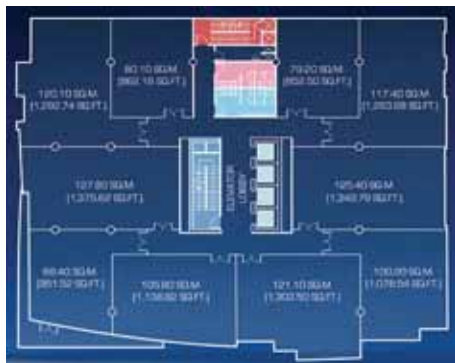 80.10 SQ.M.
(862.18 SQ.FT.)
79.20 SQ.M.
(852.50 SQ.FT.)
120.10 SQ.M.
(1,292.74 SQ.FT.)
117.40 SQ.M.
(1,263.69 SQ.FT.)
127.80 SQ.M.
(1,375.62 SQ.FT.)
ELEVATOR
LOBBY
125.40 SQ.M.
(1,349.79 SQ.FT.)
88.40 SQ.M.
(951.52 SQ.FT.)
105.80 SQ.M.
(1,138.82 SQ.FT.)
121.10 SQ.M.
(1,303.50 SQ.FT.)
100.20 SQ.M.
(1,078.54 SQ.FT.)